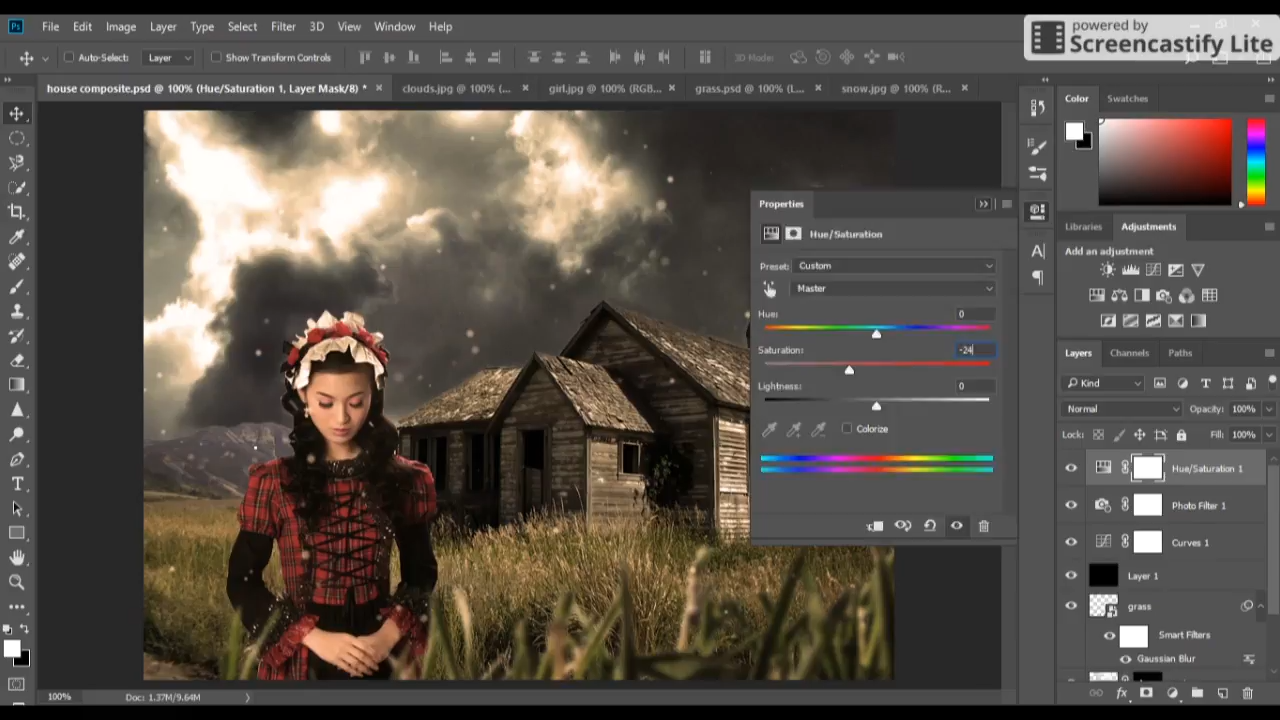 powered by
Screencastify Lite
Ps File Edit Image Layer Type Select Filter 3D View Window Help
Auto-Select: Layer Show Transform Controls 3D Mode:
house composite.psd @ 100% (Hue/Saturation 1, Layer Mask/8) * × clouds.jpg @ 100% (... × girl.jpg @ 100% (RGB... × grass.psd @ 100% (L... × snow.jpg @ 100% (R... ×
Color Swatches
Properties
Hue/Saturation
Preset: Custom
Master
Hue: 0
Saturation: -24
Lightness: 0
Colorize
Libraries Adjustments
Add an adjustment
Layers Channels Paths
Kind
Normal Opacity: 100%
Lock: Fill: 100%
Hue/Saturation 1
Photo Filter 1
Curves 1
Layer 1
grass
Smart Filters
Gaussian Blur
fx
100% Doc: 1.37M/9.64M